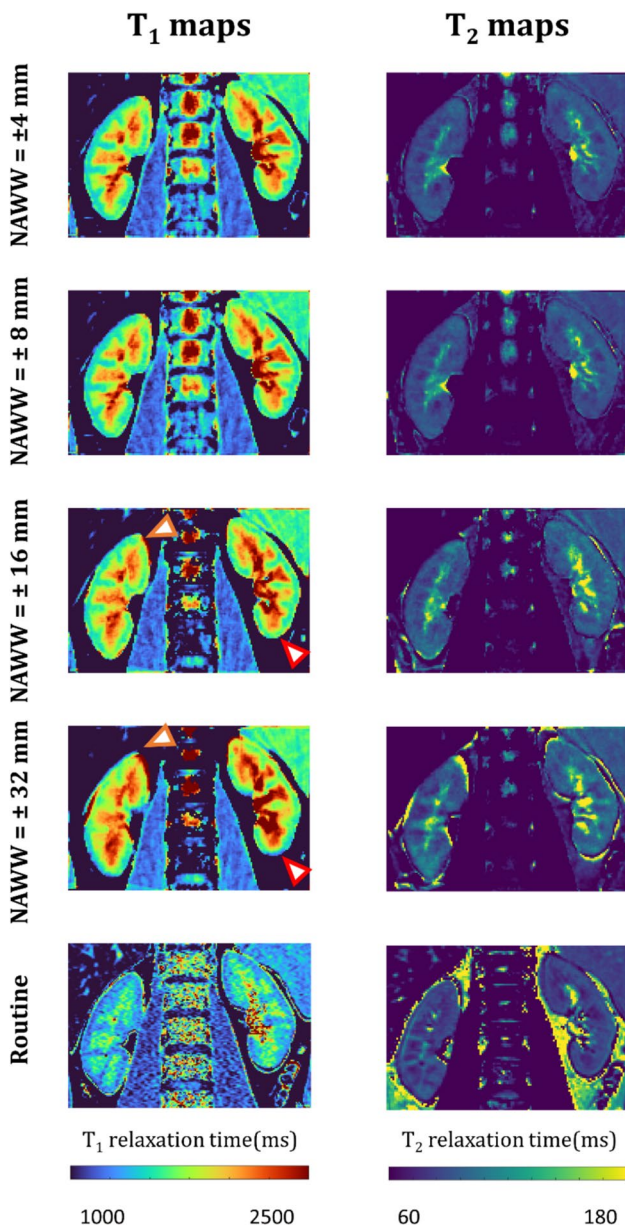 T₁ maps
T₂ maps
NAWW = ±4 mm
NAWW = ± 8 mm
NAWW = ± 16 mm
NAWW = ± 32 mm
Routine
T₁ relaxation time(ms)
T₂ relaxation time(ms)
1000
2500
60
180